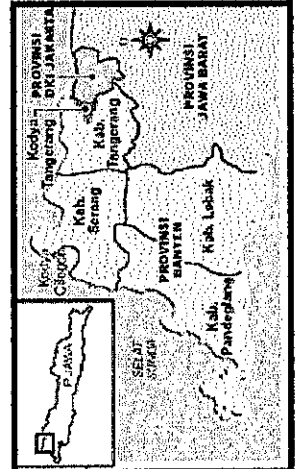 P. JAWA
Kodya
Cilegon
Kab.
Serang
Kodya
Tangerang
Kab.
Tangerang
PROVINSI
DKI JAKARTA
SELAT
SUNDA
PROVINSI
BANTEN
PROVINSI
JAWA BARAT
Kab.
Pandeglang
Kab. Lebak
U